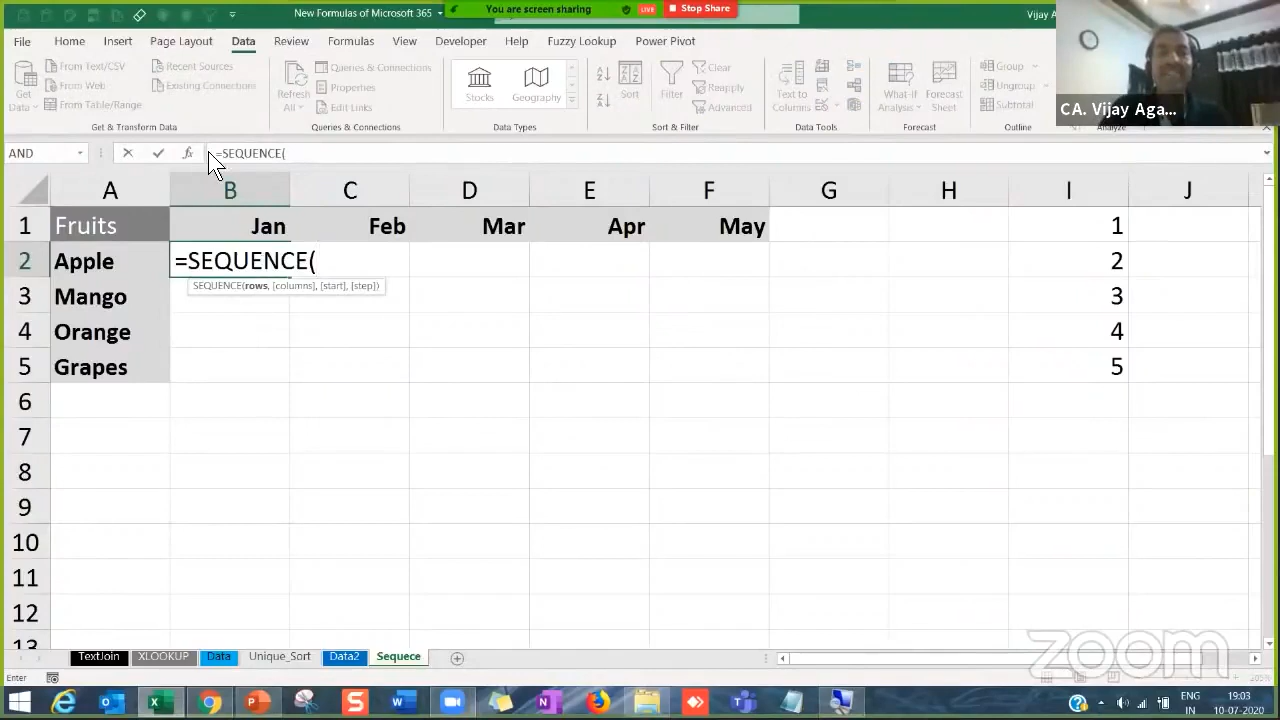 New Formulas of Microsoft 365
You are screen sharing
LIVE
Stop Share
File Home Insert Page Layout Data Review Formulas View Developer Help Fuzzy Lookup Power Pivot
Get Data
From Text/CSV
From Web
From Table/Range
Recent Sources
Existing Connections
Get & Transform Data
Refresh All
Queries & Connections
Properties
Edit Links
Queries & Connections
Stocks
Geography
Data Types
Sort
Filter
Clear
Reapply
Advanced
Sort & Filter
Text to Columns
Data Tools
What-If Analysis
Forecast Sheet
Group
Ungroup
Subtotal
Outline
CA. Vijay Aga...
AND
fx
=SEQUENCE(
A B C D E F G H I J
1 Fruits Jan Feb Mar Apr May 1
2 Apple =SEQUENCE( 2
SEQUENCE(rows, [columns], [start], [step])
3 Mango 3
4 Orange 4
5 Grapes 5
6
7
8
9
10
11
12
13
zoom
TextJoin XLOOKUP Data Unique_Sort Data2 Sequece
Enter
ENG
IN
19:03
10-07-2020